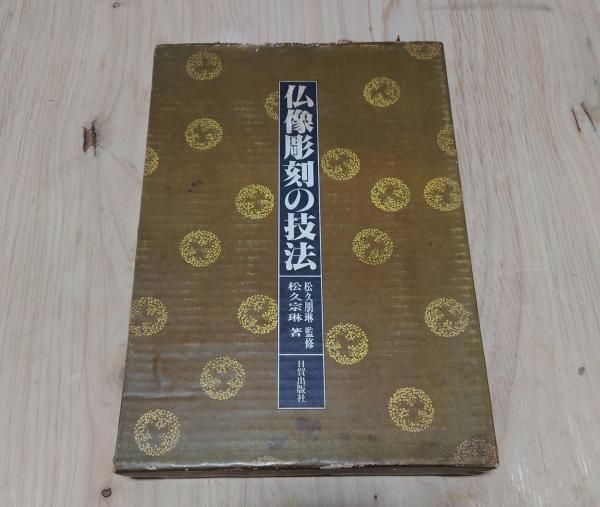 仏像彫刻の技法
松久朋琳 監修
松久宗琳 著
日貿出版社